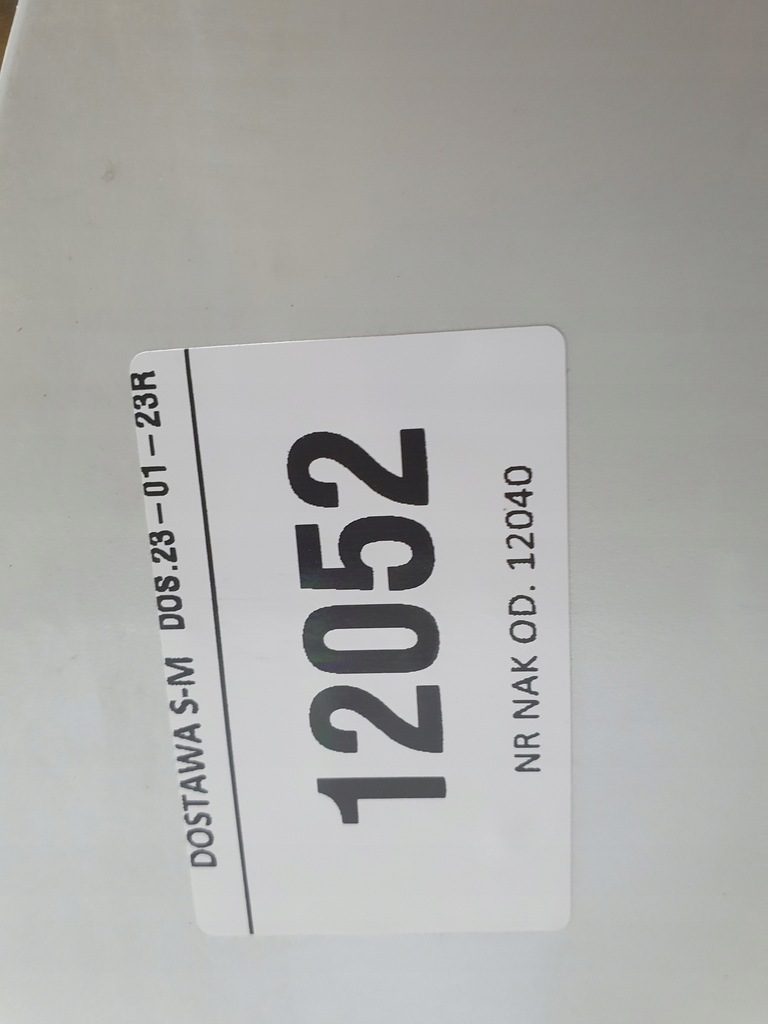 DOSTAWA S-M DOS.23-01-23R
12052
NR NAK OD. 12040